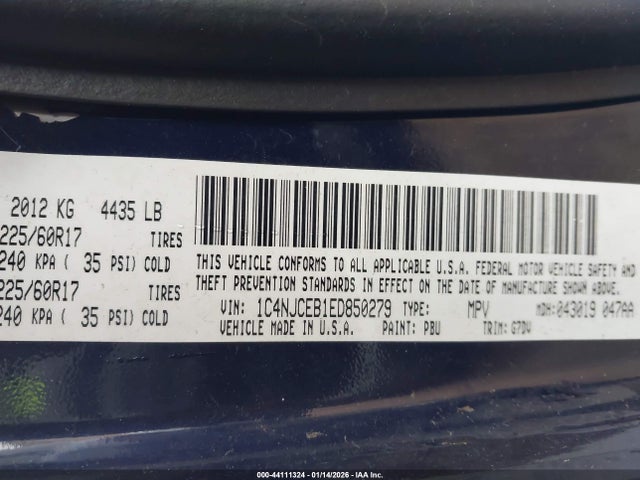 2012 KG 4435 LB
225/60R17 TIRES
240 KPA ( 35 PSI) COLD
225/60R17 TIRES
240 KPA ( 35 PSI) COLD
THIS VEHICLE CONFORMS TO ALL APPLICABLE U.S.A. FEDERAL MOTOR VEHICLE SAFETY AND
THEFT PREVENTION STANDARDS IN EFFECT ON THE DATE OF MANUFACTURE SHOWN ABOVE.
VIN: 1C4NJCEB1ED850279 TYPE: MPV MDH:043019 047AA
VEHICLE MADE IN U.S.A. PAINT: PBU TRIM: G7DV
000-44111324 | 01/14/2026 | IAA Inc.